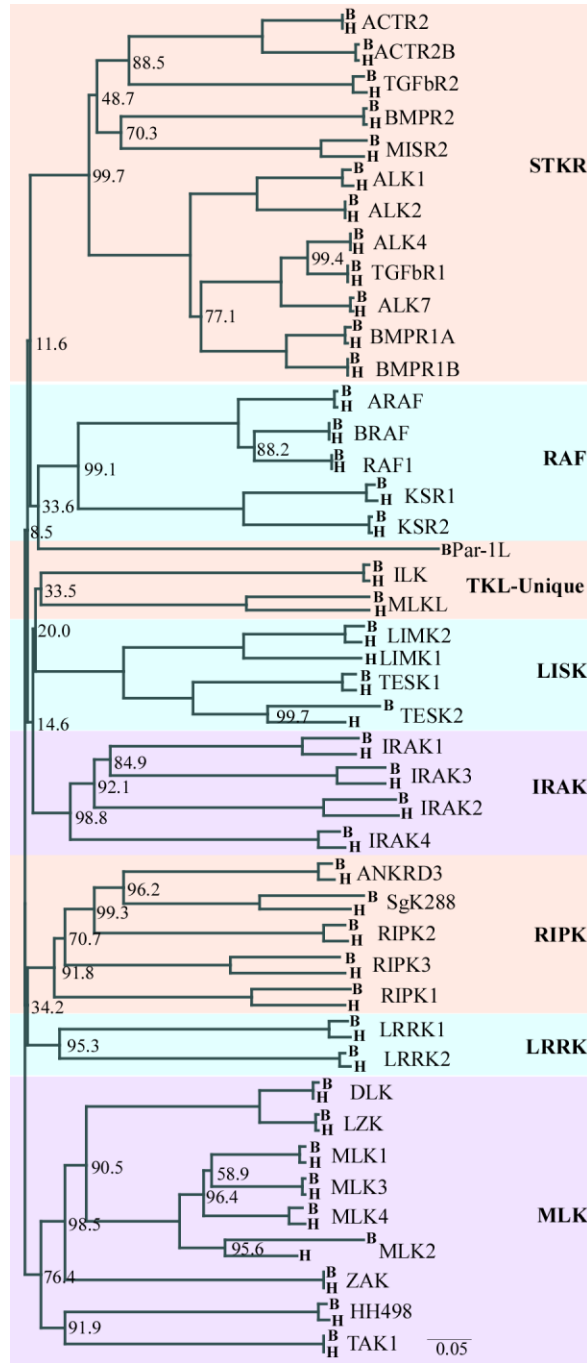 B
H ACTR2
B
H ACTR2B
88.5
B
H TGFbR2
48.7
B
H BMPR2
70.3
B
H MISR2
STKR
99.7
B
H ALK1
B
H ALK2
B
H ALK4
99.4
B
H TGFbR1
B
H ALK7
77.1
B
H BMPR1A
11.6
B
H BMPR1B
B
H ARAF
B
H BRAF
88.2
RAF
B
H RAF1
99.1
B
H KSR1
33.6
B
H KSR2
8.5
B Par-1L
B
H ILK
33.5
TKL-Unique
B
H MLKL
20.0
B
H LIMK2
H LIMK1
LISK
B
H TESK1
B
99.7 TESK2
H
14.6
B
H IRAK1
84.9
B
H IRAK3
92.1
IRAK
B
H IRAK2
98.8
B
H IRAK4
B
H ANKRD3
96.2
B
H SgK288
99.3
B
H RIPK2
70.7
RIPK
B
H RIPK3
91.8
B
H RIPK1
34.2
B
H LRRK1
LRRK
95.3
B
H LRRK2
B
H DLK
B
H LZK
90.5
B
H MLK1
58.9
B
H MLK3
96.4
B
H MLK4
MLK
98.5
B
95.6 H MLK2
76.4
B
H ZAK
B
H HH498
91.9
B
H TAK1
0.05